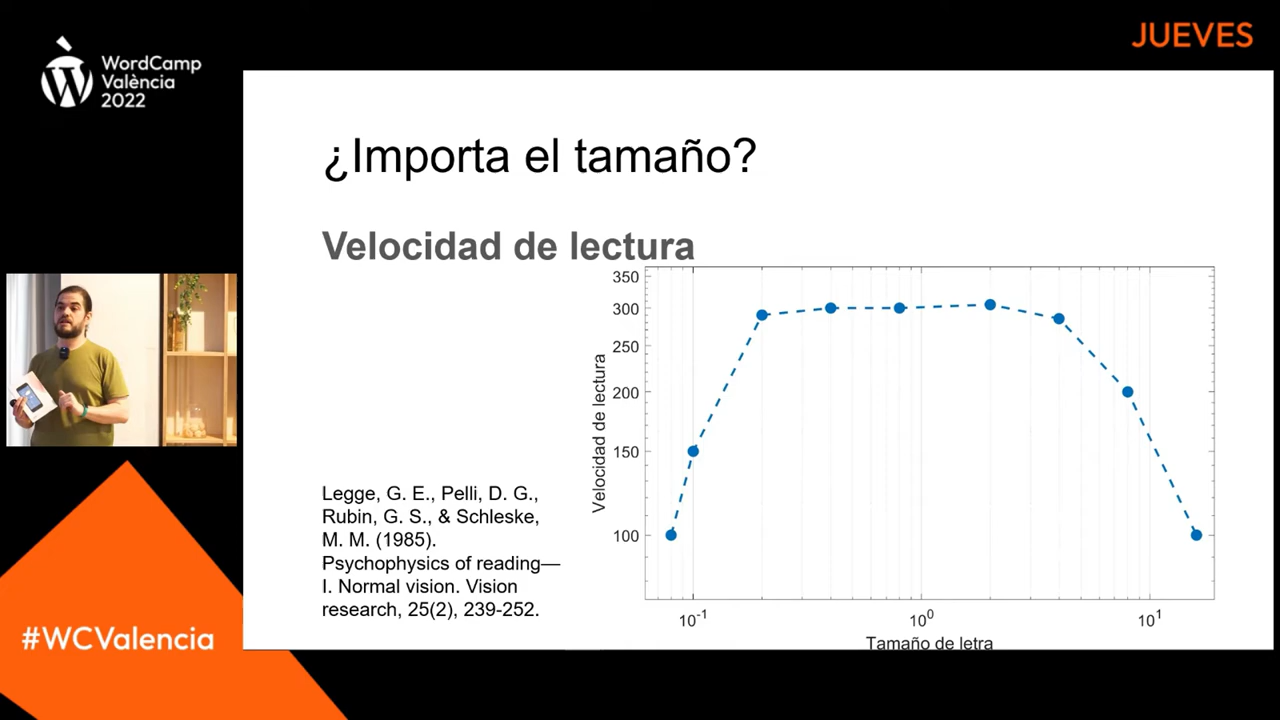 JUEVES
WordCamp
València
2022
¿Importa el tamaño?
Velocidad de lectura
350
300
250
200
150
100
Velocidad de lectura
10⁻¹
10⁰
10¹
Tamaño de letra
Legge, G. E., Pelli, D. G.,
Rubin, G. S., & Schleske,
M. M. (1985).
Psychophysics of reading—
I. Normal vision. Vision
research, 25(2), 239-252.
#WCValencia